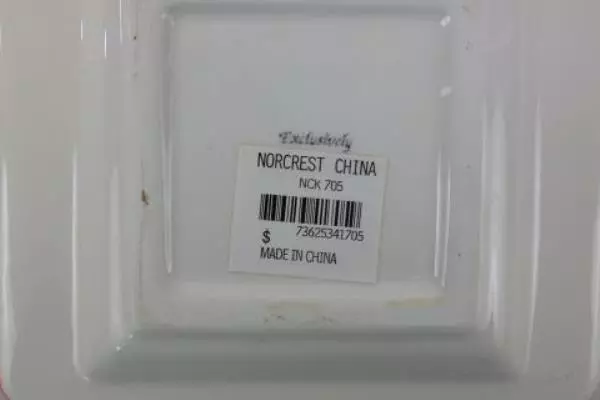 Exclusively
NORCREST CHINA
NCK 705
$ 73625341705
MADE IN CHINA